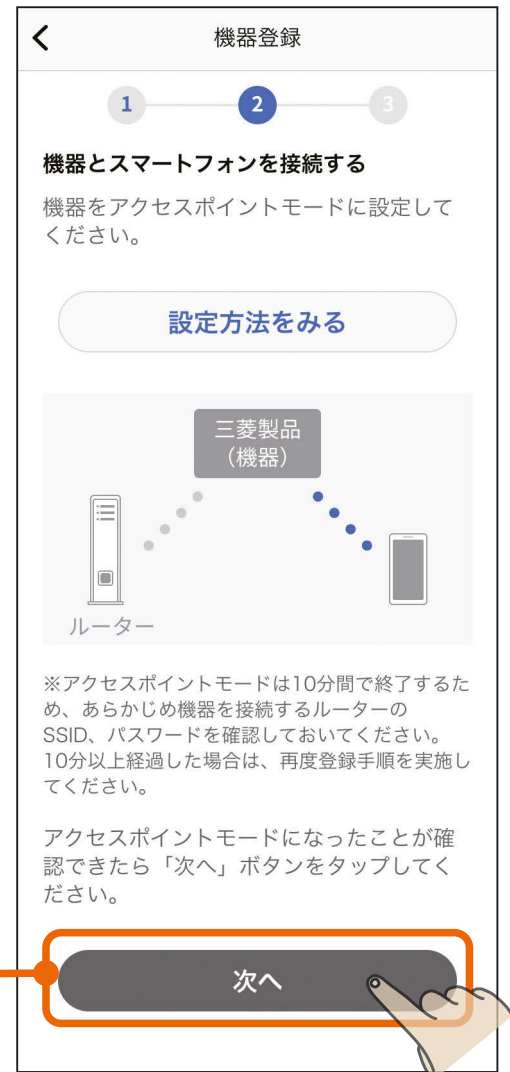 機器登録
1 2 3
機器とスマートフォンを接続する
機器をアクセスポイントモードに設定して
ください。
設定方法をみる
三菱製品
（機器）
ルーター
※アクセスポイントモードは10分間で終了するた
め、あらかじめ機器を接続するルーターの
SSID、パスワードを確認しておいてください。
10分以上経過した場合は、再度登録手順を実施し
てください。
アクセスポイントモードになったことが確
認できたら「次へ」ボタンをタップしてく
ださい。
次へ